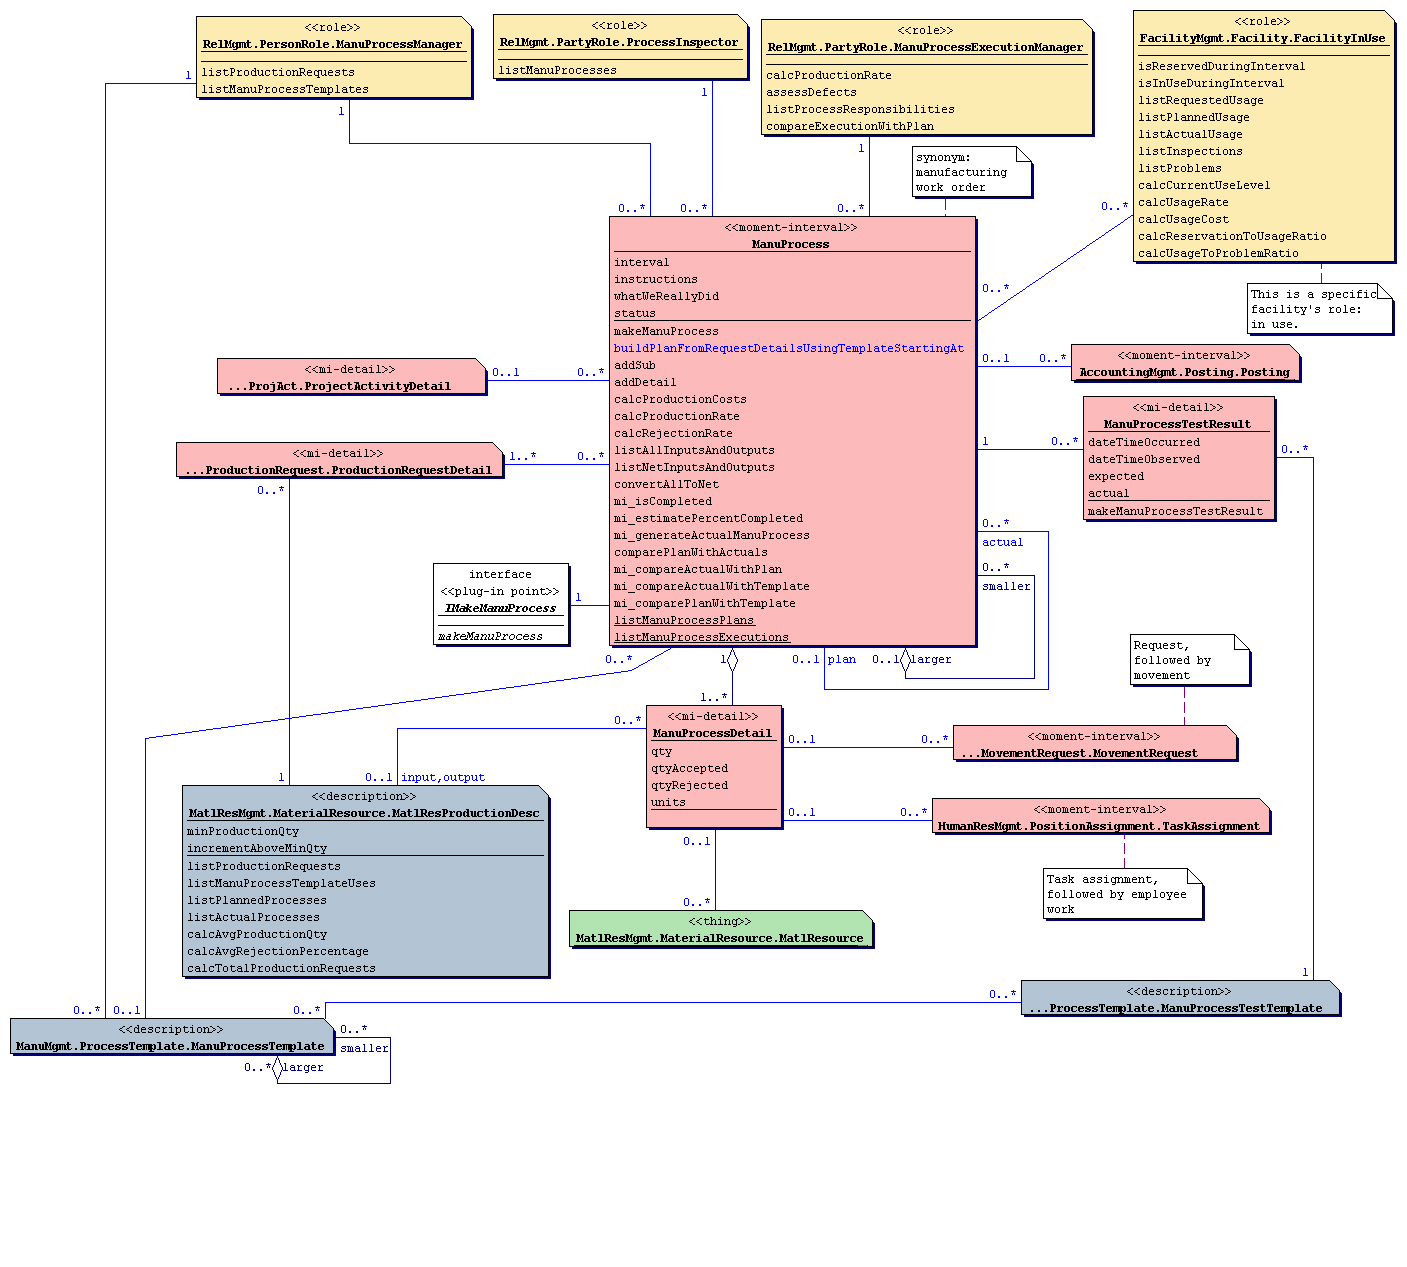 <<role>>
RelMgmt.PersonRole.ManuProcessManager
listProductionRequests
listManuProcessTemplates
<<role>>
RelMgmt.PartyRole.ProcessInspector
listManuProcesses
<<role>>
RelMgmt.PartyRole.ManuProcessExecutionManager
calcProductionRate
assessDefects
listProcessResponsibilities
compareExecutionWithPlan
<<role>>
FacilityMgmt.Facility.FacilityInUse
isReservedDuringInterval
isInUseDuringInterval
listRequestedUsage
listPlannedUsage
listActualUsage
listInspections
listProblems
calcCurrentUseLevel
calcUsageRate
calcUsageCost
calcReservationToUsageRatio
calcUsageToProblemRatio
1
1
1
1
synonym:
manufacturing
work order
0..*
0..*
0..*
0..*
0..*
This is a specific
facility's role:
in use.
<<moment-interval>>
ManuProcess
interval
instructions
whatWeReallyDid
status
makeManuProcess
buildPlanFromRequestDetailsUsingTemplateStartingAt
addSub
addDetail
calcProductionCosts
calcProductionRate
calcRejectionRate
listAllInputsAndOutputs
listNetInputsAndOutputs
convertAllToNet
mi_isCompleted
mi_estimatePercentCompleted
mi_generateActualManuProcess
comparePlanWithActuals
mi_compareActualWithPlan
mi_compareActualWithTemplate
mi_comparePlanWithTemplate
listManuProcessPlans
listManuProcessExecutions
0..1
0..*
<<moment-interval>>
AccountingMgmt.Posting.Posting
<<mi-detail>>
...ProjAct.ProjectActivityDetail
0..1
0..*
<<mi-detail>>
ManuProcessTestResult
dateTimeOccurred
dateTimeObserved
expected
actual
makeManuProcessTestResult
1
0..*
0..*
<<mi-detail>>
...ProductionRequest.ProductionRequestDetail
1..*
0..*
0..*
0..*
actual
0..*
smaller
interface
<<plug-in point>>
IMakeManuProcess
makeManuProcess
1
0..*
1
0..1
plan
0..1
larger
Request,
followed by
movement
1..*
0..*
<<mi-detail>>
ManuProcessDetail
qty
qtyAccepted
qtyRejected
units
0..1
0..*
<<moment-interval>>
...MovementRequest.MovementRequest
1
0..1
input,output
<<description>>
MatlResMgmt.MaterialResource.MatlResProductionDesc
minProductionQty
incrementAboveMinQty
listProductionRequests
listManuProcessTemplateUses
listPlannedProcesses
listActualProcesses
calcAvgProductionQty
calcAvgRejectionPercentage
calcTotalProductionRequests
0..1
0..*
<<moment-interval>>
HumanResMgmt.PositionAssignment.TaskAssignment
0..1
0..*
Task assignment,
followed by employee
work
<<thing>>
MatlResMgmt.MaterialResource.MatlResource
1
<<description>>
...ProcessTemplate.ManuProcessTestTemplate
0..*
0..*
0..1
0..*
<<description>>
ManuMgmt.ProcessTemplate.ManuProcessTemplate
0..*
smaller
0..*
larger